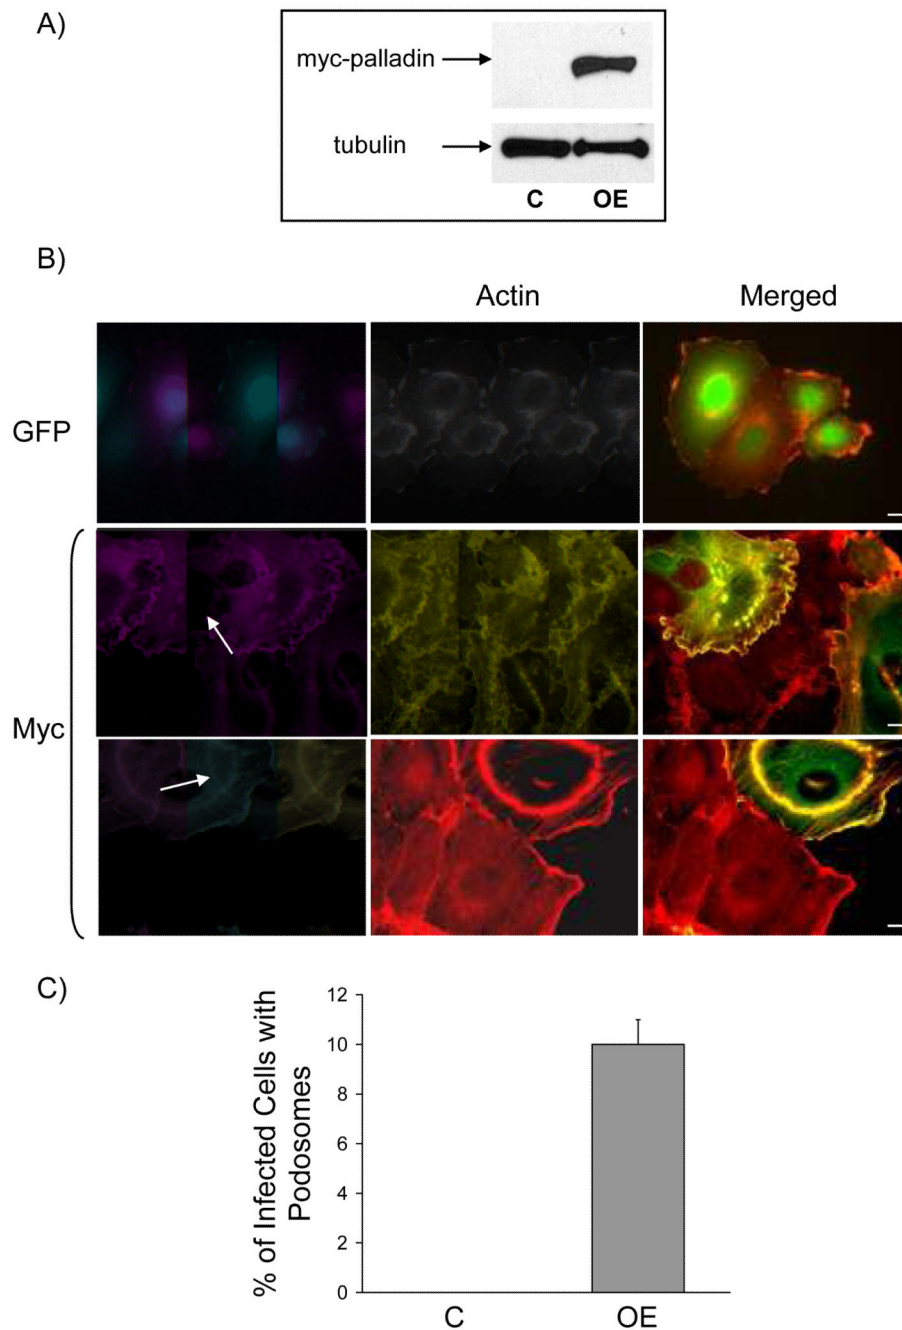 A)
myc-palladin
tubulin
C OE
B)
Actin Merged
GFP
Myc
C)
% of Infected Cells with
Podosomes
12
10
8
6
4
2
0
C OE